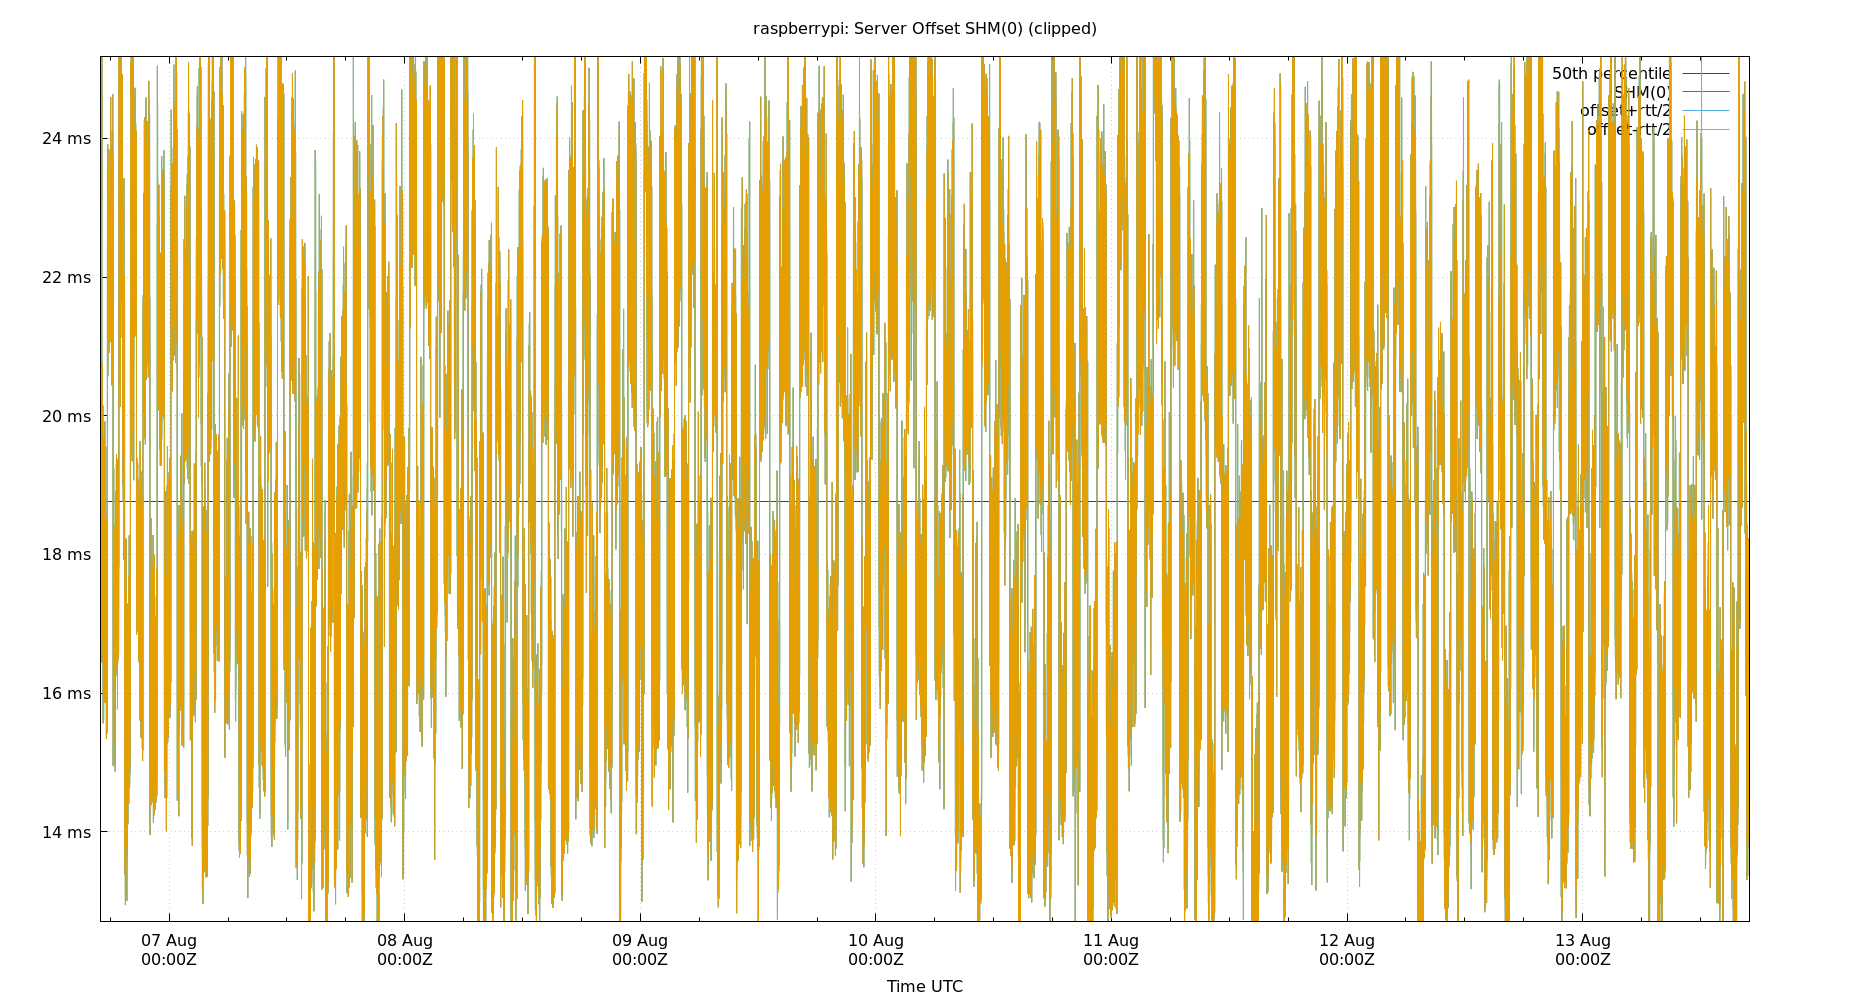 raspberrypi: Server Offset SHM(0) (clipped)
50th percentile
SHM(0)
offset+rtt/2
offset-rtt/2
24 ms
22 ms
20 ms
18 ms
16 ms
14 ms
07 Aug 08 Aug 09 Aug 10 Aug 11 Aug 12 Aug 13 Aug
00:00Z 00:00Z 00:00Z 00:00Z 00:00Z 00:00Z 00:00Z
Time UTC